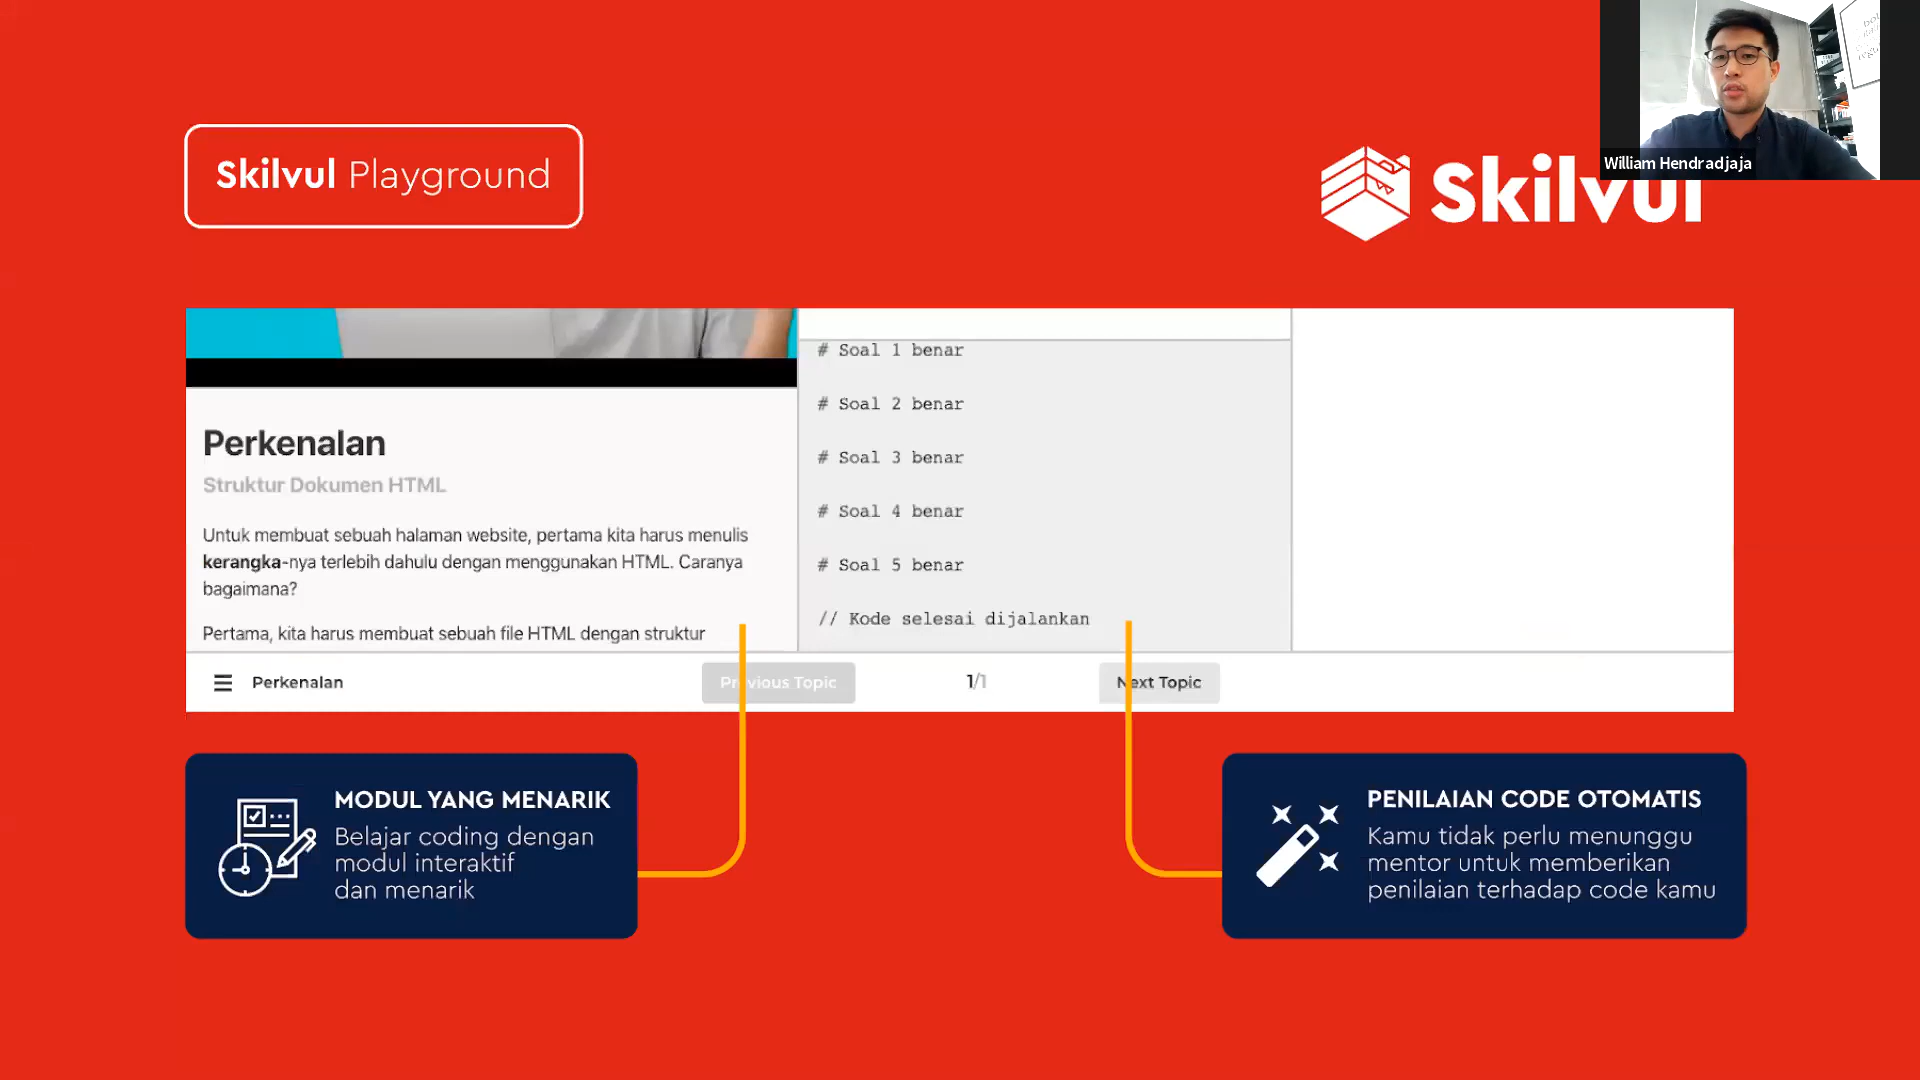 Skilvul Playground
Skilvul
William Hendradjaja
# Soal 1 benar
# Soal 2 benar
# Soal 3 benar
# Soal 4 benar
# Soal 5 benar
// Kode selesai dijalankan
Perkenalan
Struktur Dokumen HTML
Untuk membuat sebuah halaman website, pertama kita harus menulis
kerangka-nya terlebih dahulu dengan menggunakan HTML. Caranya
bagaimana?
Pertama, kita harus membuat sebuah file HTML dengan struktur
☰ Perkenalan
Previous Topic
1/1
Next Topic
MODUL YANG MENARIK
Belajar coding dengan
modul interaktif
dan menarik
PENILAIAN CODE OTOMATIS
Kamu tidak perlu menunggu
mentor untuk memberikan
penilaian terhadap code kamu